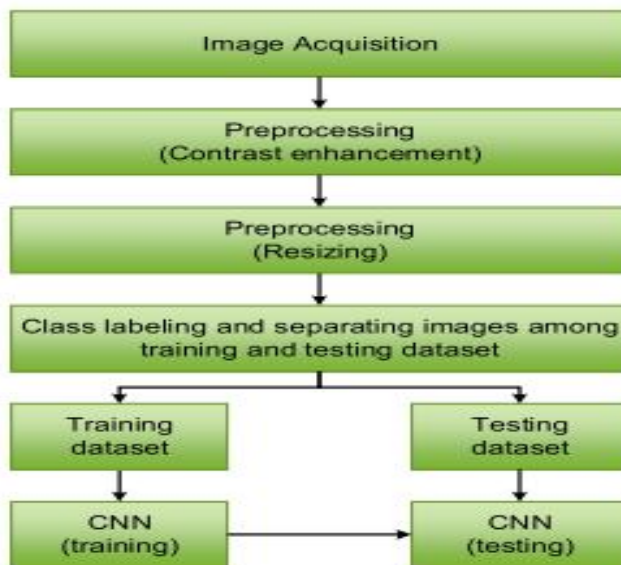 Image Acquisition
Preprocessing
(Contrast enhancement)
Preprocessing
(Resizing)
Class labeling and separating images among
training and testing dataset
Training
dataset
Testing
dataset
CNN
(training)
CNN
(testing)